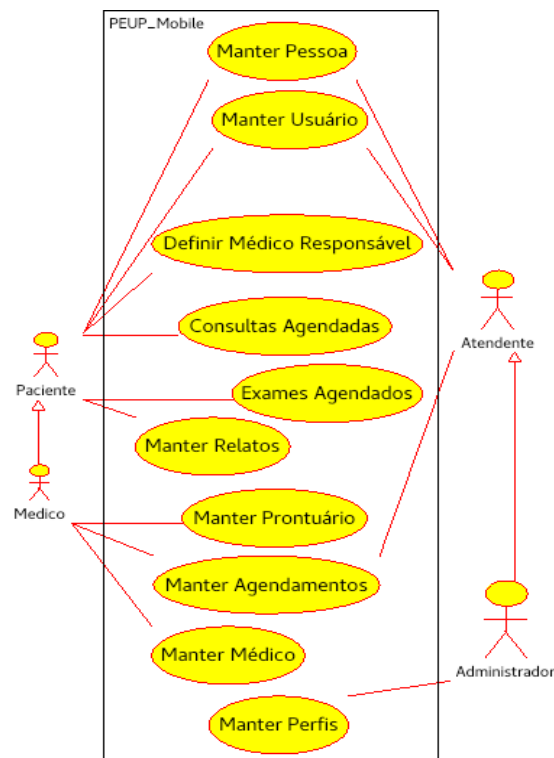 PEUP_Mobile
Manter Pessoa
Manter Usuário
Definir Médico Responsável
Consultas Agendadas
Atendente
Paciente
Exames Agendados
Manter Relatos
Medico
Manter Prontuário
Manter Agendamentos
Manter Médico
Administrador
Manter Perfis